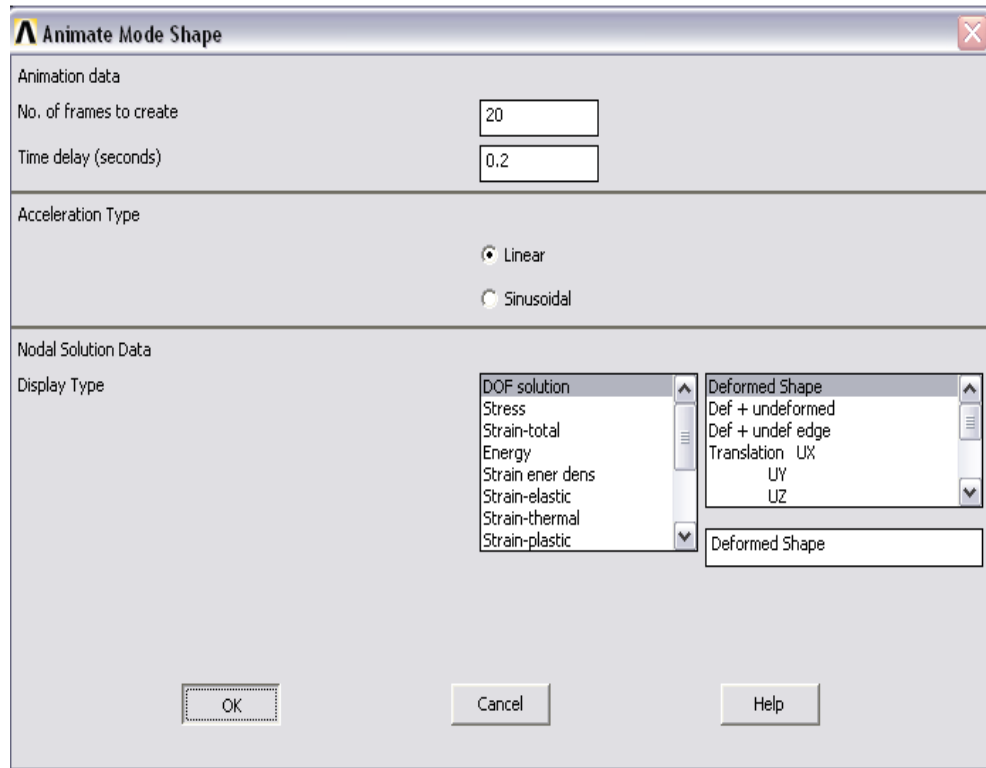 Animate Mode Shape
Animation data
No. of frames to create
20
Time delay (seconds)
0.2
Acceleration Type
Linear
Sinusoidal
Nodal Solution Data
Display Type
DOF solution
Stress
Strain-total
Energy
Strain ener dens
Strain-elastic
Strain-thermal
Strain-plastic
Deformed Shape
Def + undeformed
Def + undef edge
Translation UX
UY
UZ
Deformed Shape
OK
Cancel
Help